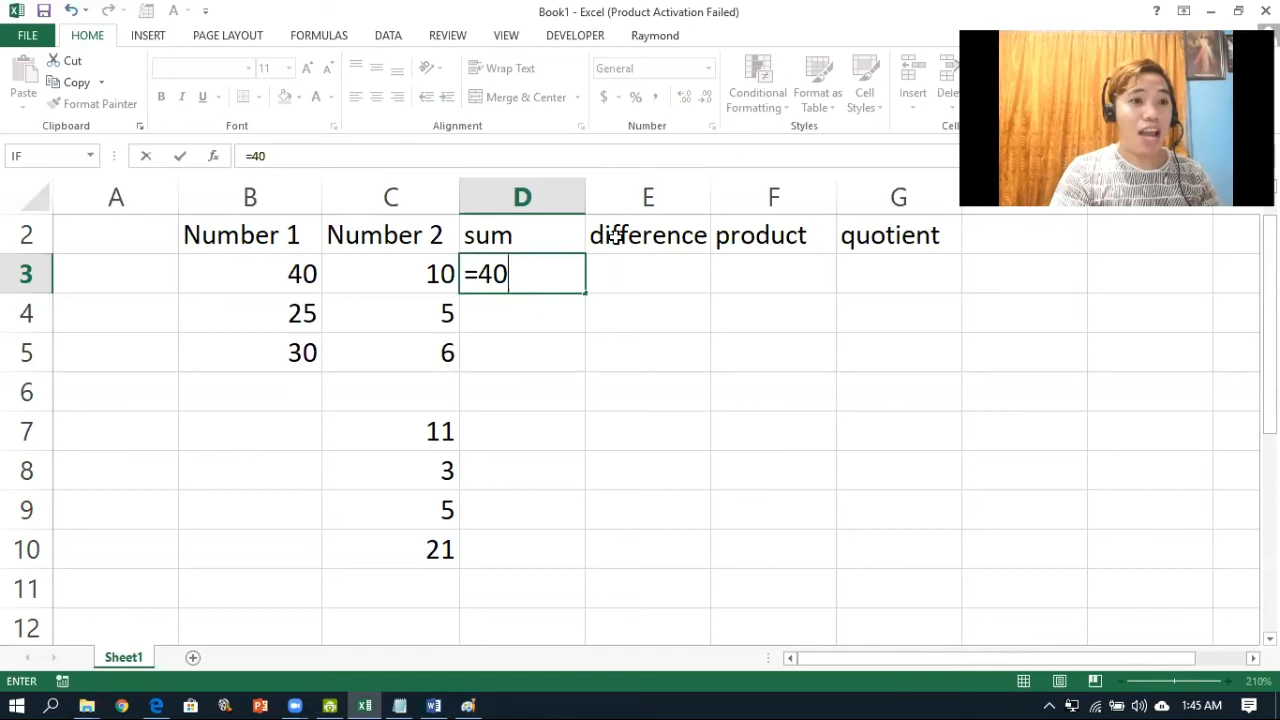 Book1 - Excel (Product Activation Failed)
FILE HOME INSERT PAGE LAYOUT FORMULAS DATA REVIEW VIEW DEVELOPER Raymond
Paste
Cut
Copy
Format Painter
Clipboard
11
Font
Wrap Text
Merge & Center
Alignment
General
$ % ,
Number
Conditional Formatting
Format as Table
Cell Styles
Styles
Insert
IF =40
A B C D E F G
2 Number 1 Number 2 sum difference product quotient
3 40 10 =40
4 25 5
5 30 6
6
7 11
8 3
9 5
10 21
11
12
Sheet1
ENTER 210%
1:45 AM